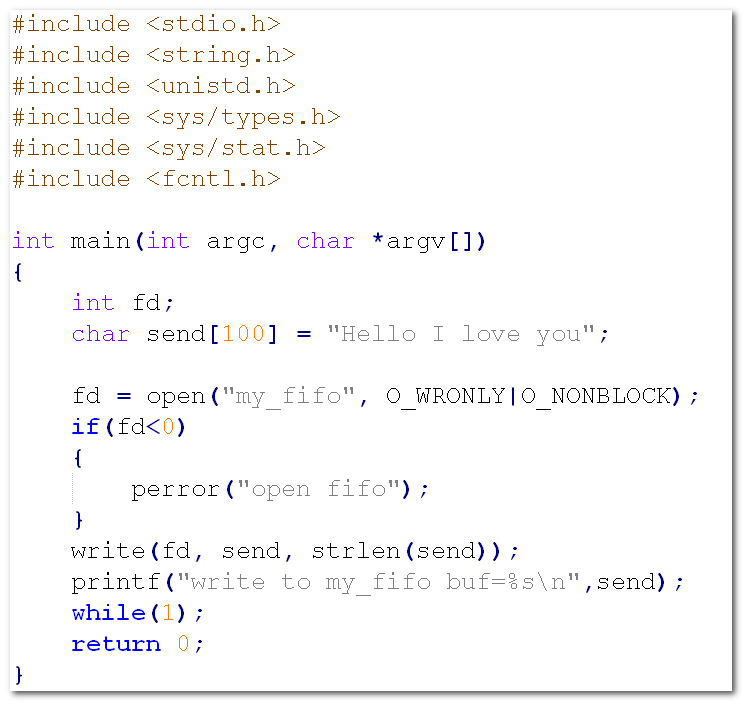 #include <stdio.h>
#include <string.h>
#include <unistd.h>
#include <sys/types.h>
#include <sys/stat.h>
#include <fcntl.h>

int main(int argc, char *argv[])
{
    int fd;
    char send[100] = "Hello I love you";

    fd = open("my_fifo", O_WRONLY|O_NONBLOCK);
    if(fd<0)
    {
        perror("open fifo");
    }
    write(fd, send, strlen(send));
    printf("write to my_fifo buf=%s\n",send);
    while(1);
    return 0;
}